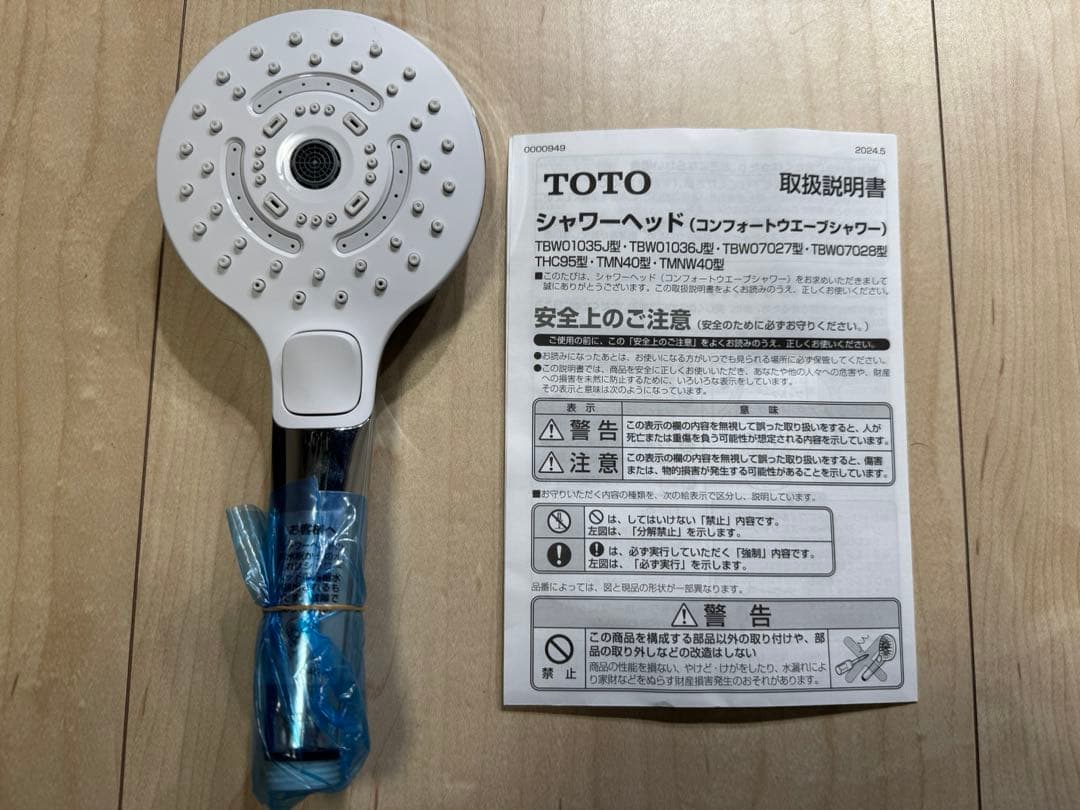 お客様へ
0000949
2024.5
TOTO
取扱説明書
シャワーヘッド(コンフォートウエーブシャワー)
TBW01035J型・TBW01036J型・TBW07027型・TBW07028型
THC95型・TMN40型・TMNW40型
■このたびは、シャワーヘッド(コンフォートウエーブシャワー)をお求めいただきまして
誠にありがとうございます。この取扱説明書をよくお読みのうえ、正しくお使いください。
安全上のご注意(安全のために必ずお守りください。)
ご使用の前に、この「安全上のご注意」をよくお読みのうえ、正しくお使いください。
●お読みになったあとは、お使いになる方がいつでも見られる場所に必ず保管してください。
●この説明書では、商品を安全に正しくお使いいただき、あなたや他の人々への危害や、財産
への損害を未然に防止するために、いろいろな表示をしています。
その表示と意味は次のようになっています。
表示 意味
警告 この表示の欄の内容を無視して誤った取り扱いをすると、人が
死亡または重傷を負う可能性が想定される内容を示しています。
注意 この表示の欄の内容を無視して誤った取り扱いをすると、傷害
または、物的損害が発生する可能性があることを示しています。
■お守りいただく内容の種類を、次の絵表示で区分し、説明しています。
は、してはいけない「禁止」内容です。
左図は、「分解禁止」を示します。
は、必ず実行していただく「強制」内容です。
左図は、「必ず実行」を示します。
品番によっては、図と現品の形状が一部異なります。
警告
禁止
この商品を構成する部品以外の取り付けや、部
品の取り外しなどの改造はしない
商品の性能を損ない、やけど・けがをしたり、水漏れによ
り家財などをぬらす財産損害発生のおそれがあります。